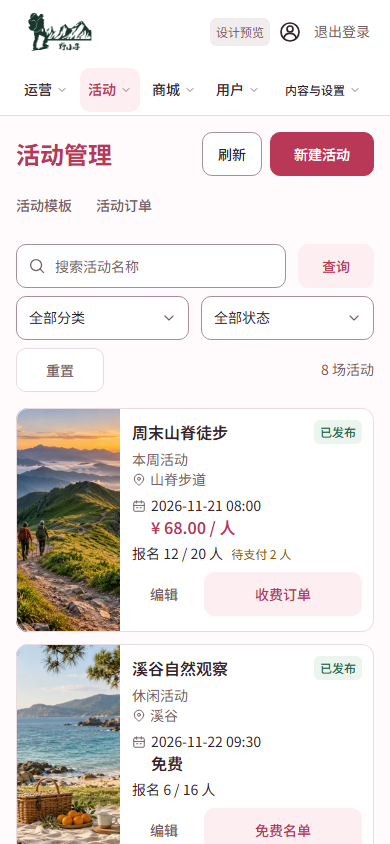 野山子
设计预览
退出登录
运营
活动
商城
用户
内容与设置
活动管理
刷新
新建活动
活动模板
活动订单
搜索活动名称
查询
全部分类
全部状态
重置
8 场活动
周末山脊徒步
已发布
本周活动
山脊步道
2026-11-21 08:00
¥ 68.00 / 人
报名 12 / 20 人
待支付 2 人
编辑
收费订单
溪谷自然观察
已发布
休闲活动
溪谷
2026-11-22 09:30
免费
报名 6 / 16 人
编辑
免费名单